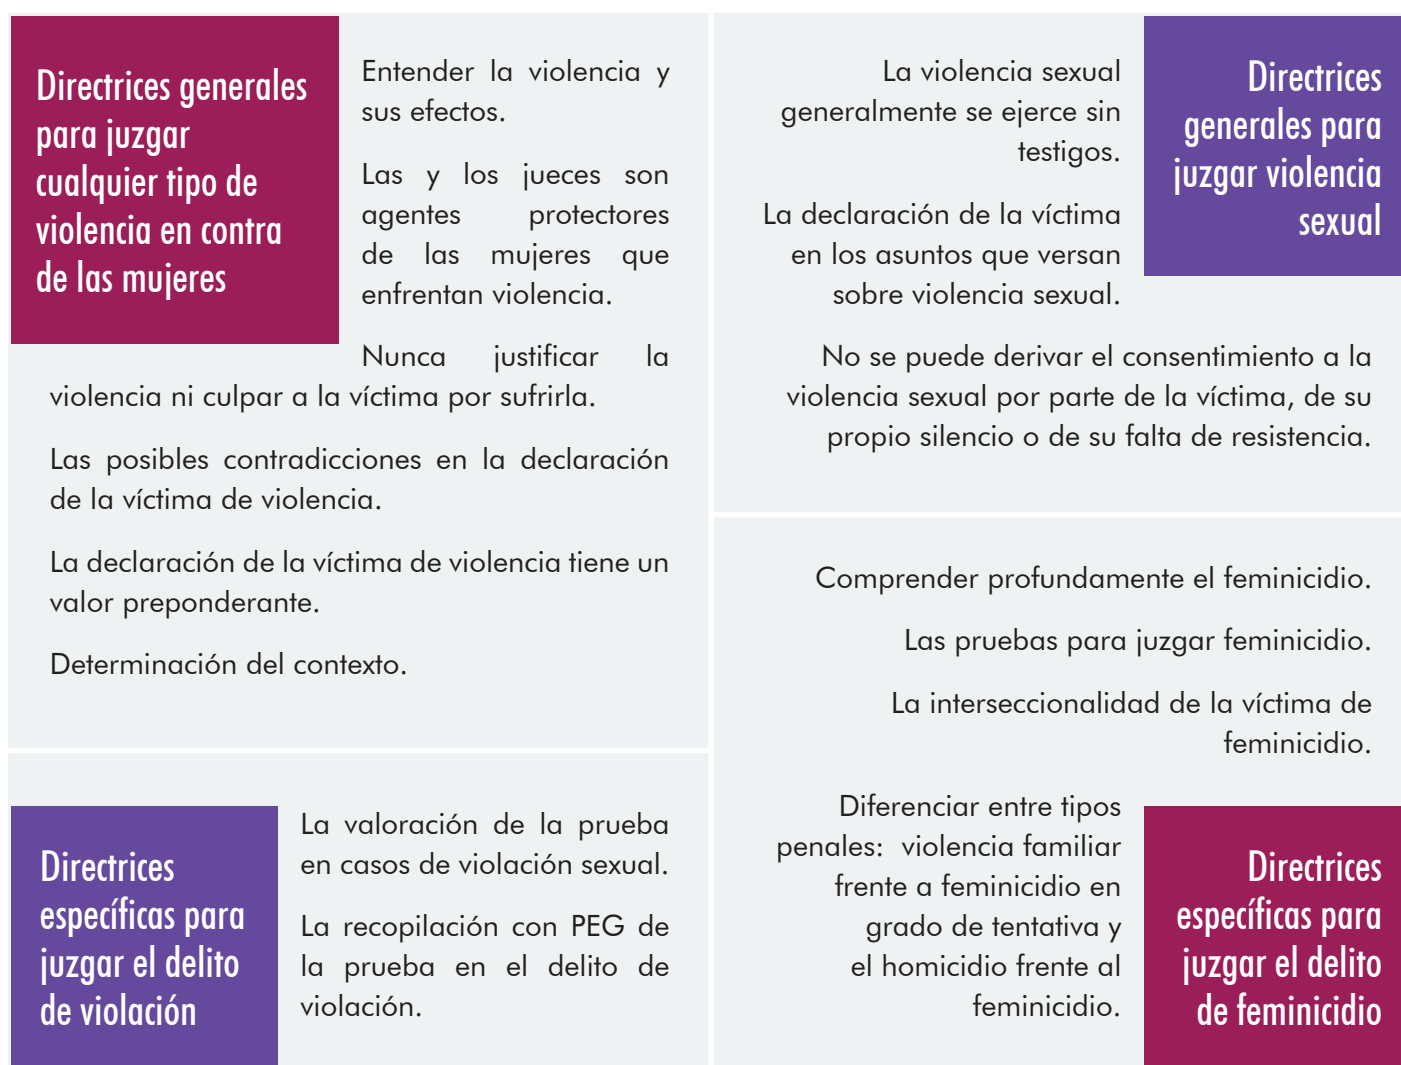 Directrices generales
para juzgar
cualquier tipo de
violencia en contra
de las mujeres
Entender la violencia y
sus efectos.
Las y los jueces son
agentes protectores
de las mujeres que
enfrentan violencia.
Nunca justificar la
violencia ni culpar a la víctima por sufrirla.
Las posibles contradicciones en la declaración
de la víctima de violencia.
La declaración de la víctima de violencia tiene un
valor preponderante.
Determinación del contexto.
Directrices
generales para
juzgar violencia
sexual
La violencia sexual
generalmente se ejerce sin
testigos.
La declaración de la víctima
en los asuntos que versan
sobre violencia sexual.
No se puede derivar el consentimiento a la
violencia sexual por parte de la víctima, de su
propio silencio o de su falta de resistencia.
Directrices
específicas para
juzgar el delito
de violación
La valoración de la prueba
en casos de violación sexual.
La recopilación con PEG de
la prueba en el delito de
violación.
Comprender profundamente el feminicidio.
Las pruebas para juzgar feminicidio.
La interseccionalidad de la víctima de
feminicidio.
Diferenciar entre tipos
penales: violencia familiar
frente a feminicidio en
grado de tentativa y
el homicidio frente al
feminicidio.
Directrices
específicas para
juzgar el delito
de feminicidio